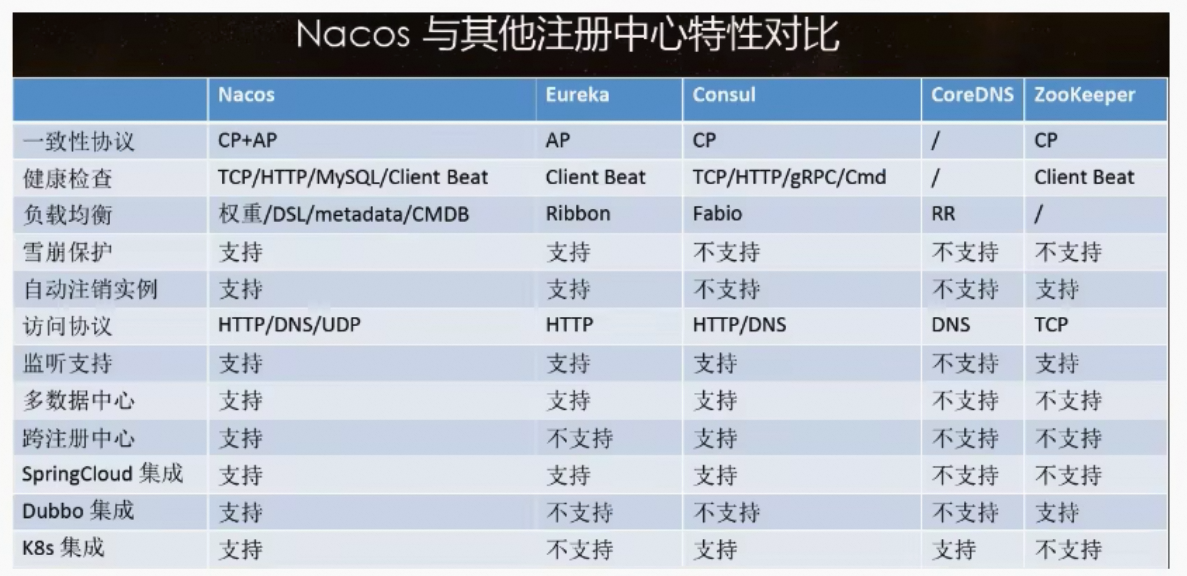 Nacos 与其他注册中心特性对比
Nacos Eureka Consul CoreDNS ZooKeeper
一致性协议 CP+AP AP CP / CP
健康检查 TCP/HTTP/MySQL/Client Beat Client Beat TCP/HTTP/gRPC/Cmd / Client Beat
负载均衡 权重/DSL/metadata/CMDB Ribbon Fabio RR /
雪崩保护 支持 支持 不支持 不支持 不支持
自动注销实例 支持 支持 不支持 不支持 支持
访问协议 HTTP/DNS/UDP HTTP HTTP/DNS DNS TCP
监听支持 支持 支持 支持 不支持 支持
多数据中心 支持 支持 支持 不支持 不支持
跨注册中心 支持 不支持 支持 不支持 不支持
SpringCloud 集成 支持 支持 支持 不支持 不支持
Dubbo 集成 支持 不支持 不支持 不支持 支持
K8s 集成 支持 不支持 支持 支持 不支持